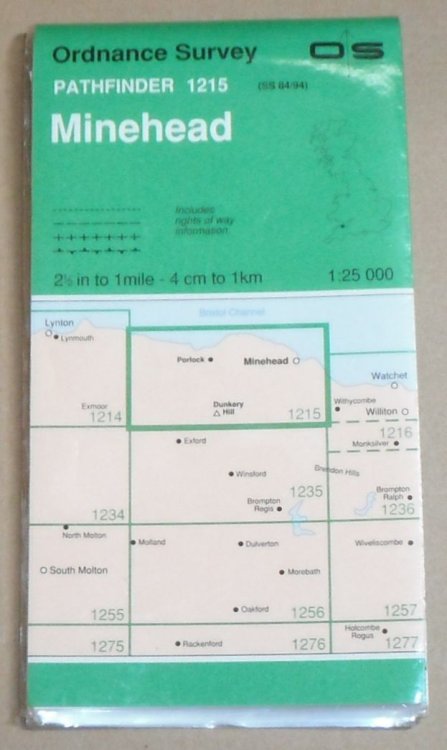 Ordnance Survey OS
PATHFINDER 1215 (SS 84/94)
Minehead
Includes
rights of way
information
2½ in to 1mile - 4 cm to 1km 1:25 000
Bristol Channel
Lynton
Lynmouth
Porlock
Minehead
Watchet
Dunkery
Hill
Exmoor
1214
1215
Withycombe
Williton
1216
Monksilver
Exford
Winsford
Brendon Hills
1235
Brompton
Regis
Brompton
Ralph
1236
1234
North Molton
Molland
Dulverton
Wiveliscombe
South Molton
Morebath
Oakford
1255
1256
1257
Holcombe
Rogus
1275
Rackenford
1276
1277